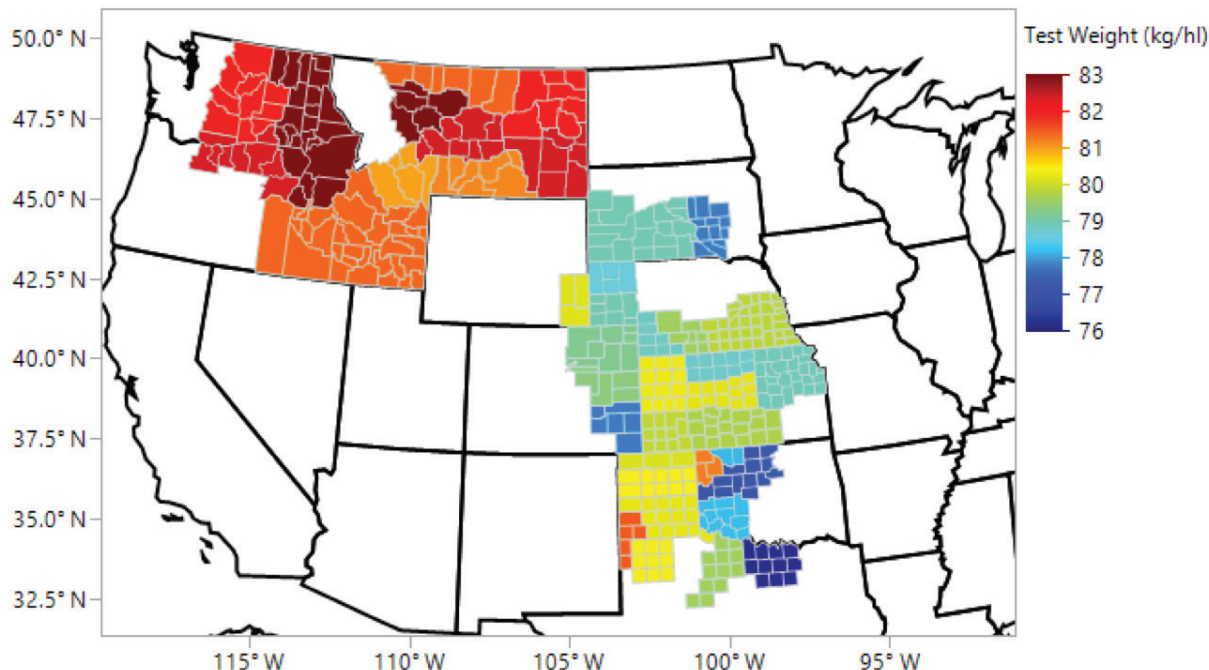 Test Weight (kg/hl)
50.0° N
47.5° N
45.0° N
42.5° N
40.0° N
37.5° N
35.0° N
32.5° N
83
82
81
80
79
78
77
76
115° W
110° W
105° W
100° W
95° W